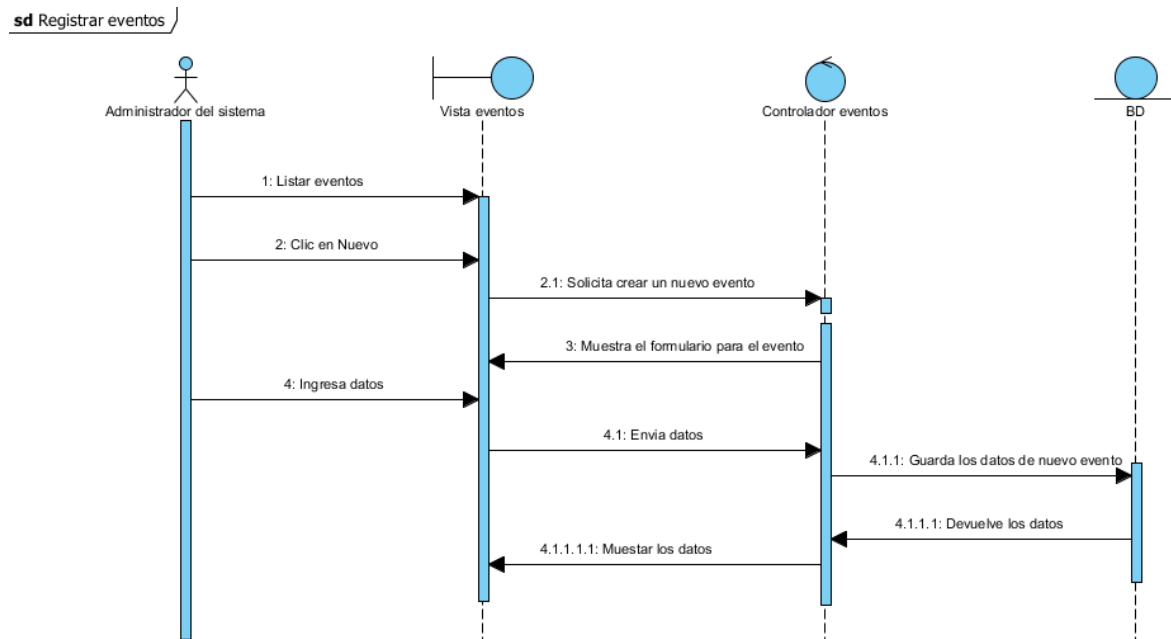 sd Registrar eventos
Administrador del sistema
Vista eventos
Controlador eventos
BD
1: Listar eventos
2: Clic en Nuevo
2.1: Solicita crear un nuevo evento
3: Muestra el formulario para el evento
4: Ingresa datos
4.1: Envia datos
4.1.1: Guarda los datos de nuevo evento
4.1.1.1: Devuelve los datos
4.1.1.1.1: Muestar los datos